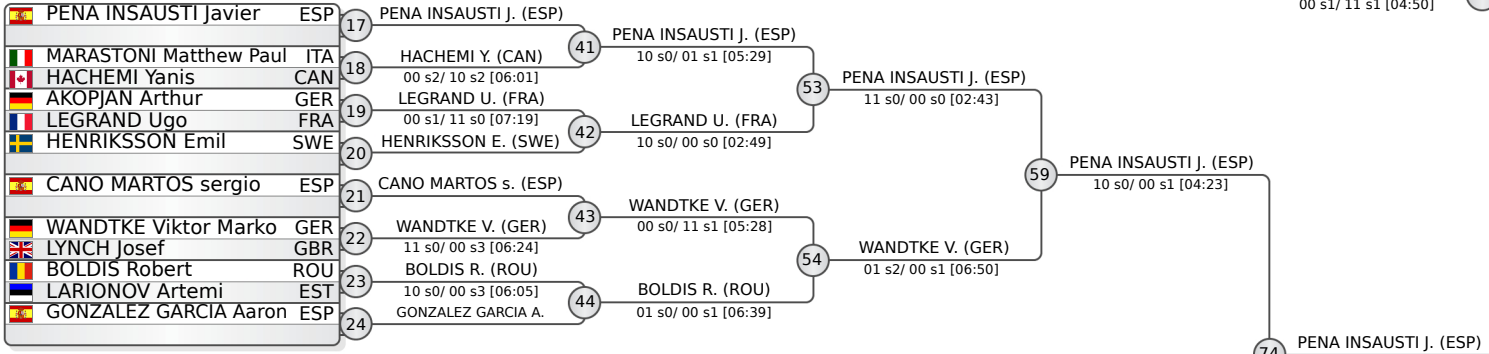 00 s1/ 11 s1 [04:50]
PENA INSAUSTI Javier ESP
MARASTONI Matthew Paul ITA
HACHEMI Yanis CAN
AKOPJAN Arthur GER
LEGRAND Ugo FRA
HENRIKSSON Emil SWE
CANO MARTOS sergio ESP
WANDTKE Viktor Marko GER
LYNCH Josef GBR
BOLDIS Robert ROU
LARIONOV Artemi EST
GONZALEZ GARCIA Aaron ESP
17
18
19
20
21
22
23
24
PENA INSAUSTI J. (ESP)
HACHEMI Y. (CAN)
00 s2/ 10 s2 [06:01]
LEGRAND U. (FRA)
00 s1/ 11 s0 [07:19]
HENRIKSSON E. (SWE)
CANO MARTOS s. (ESP)
WANDTKE V. (GER)
11 s0/ 00 s3 [06:24]
BOLDIS R. (ROU)
10 s0/ 00 s3 [06:05]
GONZALEZ GARCIA A.
41
42
43
44
PENA INSAUSTI J. (ESP)
10 s0/ 01 s1 [05:29]
LEGRAND U. (FRA)
10 s0/ 00 s0 [02:49]
WANDTKE V. (GER)
00 s0/ 11 s1 [05:28]
BOLDIS R. (ROU)
01 s0/ 00 s1 [06:39]
53
54
PENA INSAUSTI J. (ESP)
11 s0/ 00 s0 [02:43]
WANDTKE V. (GER)
01 s2/ 00 s1 [06:50]
59
PENA INSAUSTI J. (ESP)
10 s0/ 00 s1 [04:23]
74
PENA INSAUSTI J. (ESP)